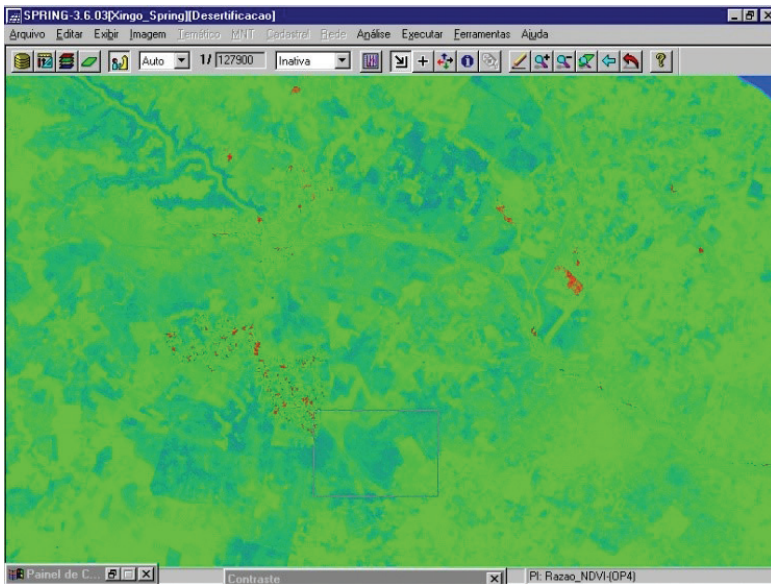 SPRING-3.6.03[Xingo_Spring][Desertificacao]
Arquivo Editar Exibir Imagem Temático MNT Cadastral Rede Análise Executar Ferramentas Ajuda
Auto 1/ 127900 Inativa
Painel de C... Contraste PI: Razao_NDVI-(OP4)